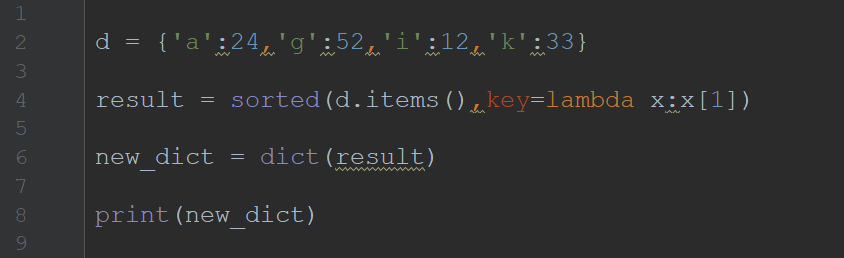 1
2 d = {'a':24,'g':52,'i':12,'k':33}
3
4 result = sorted(d.items(),key=lambda x:x[1])
5
6 new_dict = dict(result)
7
8 print(new_dict)
9